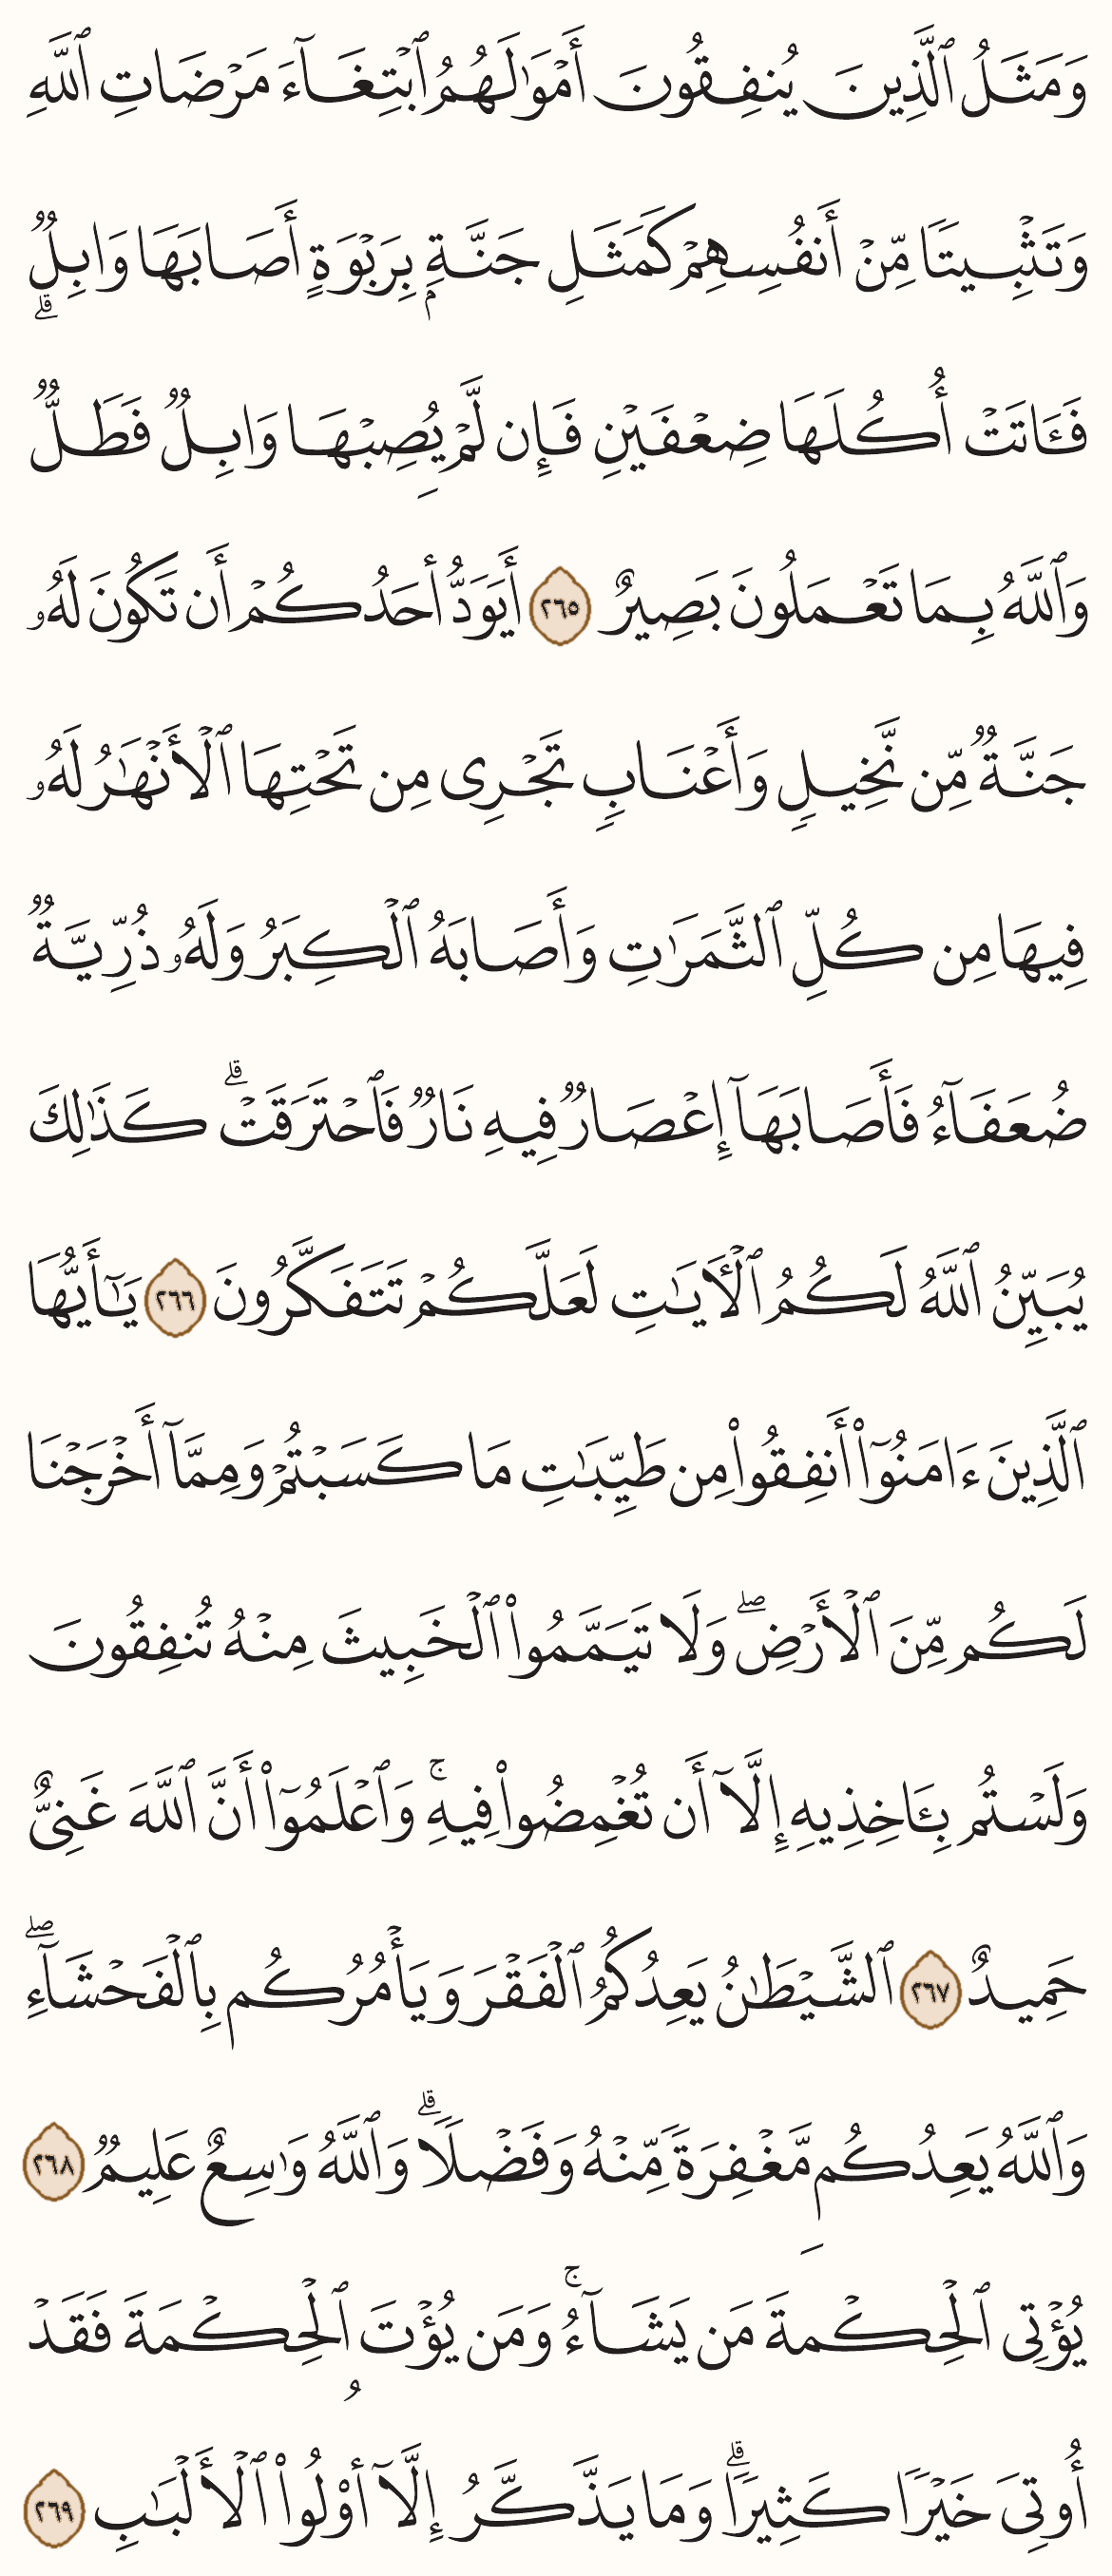 وَمَثَلُ ٱلَّذِينَ يُنفِقُونَ أَمۡوَٰلَهُمُ ٱبۡتِغَآءَ مَرۡضَاتِ ٱللَّهِ
وَتَثۡبِيتٗا مِّنۡ أَنفُسِهِمۡ كَمَثَلِ جَنَّةِۭ بِرَبۡوَةٍ أَصَابَهَا وَابِلٞۗ
فَـَٔاتَتۡ أُكُلَهَا ضِعۡفَيۡنِ فَإِن لَّمۡ يُصِبۡهَا وَابِلٞ فَطَلّٞ
وَٱللَّهُ بِمَا تَعۡمَلُونَ بَصِيرٌ ٢٦٥ أَيَوَدُّ أَحَدُكُمۡ أَن تَكُونَ لَهُۥ
جَنَّةٞ مِّن نَّخِيلٖ وَأَعۡنَابٖ تَجۡرِي مِن تَحۡتِهَا ٱلۡأَنۡهَٰرُ لَهُۥ
فِيهَا مِن كُلِّ ٱلثَّمَرَٰتِ وَأَصَابَهُ ٱلۡكِبَرُ وَلَهُۥ ذُرِّيَّةٞ
ضُعَفَآءُ فَأَصَابَهَآ إِعۡصَارٞ فِيهِ نَارٞ فَٱحۡتَرَقَتۡۗ كَذَٰلِكَ
يُبَيِّنُ ٱللَّهُ لَكُمُ ٱلۡأٓيَٰتِ لَعَلَّكُمۡ تَتَفَكَّرُونَ ٢٦٦ يَٰٓأَيُّهَا
ٱلَّذِينَ ءَامَنُوٓاْ أَنفِقُواْ مِن طَيِّبَٰتِ مَا كَسَبۡتُمۡ وَمِمَّآ أَخۡرَجۡنَا
لَكُم مِّنَ ٱلۡأَرۡضِۖ وَلَا تَيَمَّمُواْ ٱلۡخَبِيثَ مِنۡهُ تُنفِقُونَ
وَلَسۡتُم بِـَٔاخِذِيهِ إِلَّآ أَن تُغۡمِضُواْ فِيهِۚ وَٱعۡلَمُوٓاْ أَنَّ ٱللَّهَ غَنِيٌّ
حَمِيدٌ ٢٦٧ ٱلشَّيۡطَٰنُ يَعِدُكُمُ ٱلۡفَقۡرَ وَيَأۡمُرُكُم بِٱلۡفَحۡشَآءِۖ
وَٱللَّهُ يَعِدُكُم مَّغۡفِرَةٗ مِّنۡهُ وَفَضۡلٗاۗ وَٱللَّهُ وَٰسِعٌ عَلِيمٞ ٢٦٨
يُؤۡتِي ٱلۡحِكۡمَةَ مَن يَشَآءُۚ وَمَن يُؤۡتَ ٱلۡحِكۡمَةَ فَقَدۡ
أُوتِيَ خَيۡرٗا كَثِيرٗاۗ وَمَا يَذَّكَّرُ إِلَّآ أُوْلُواْ ٱلۡأَلۡبَٰبِ ٢٦٩